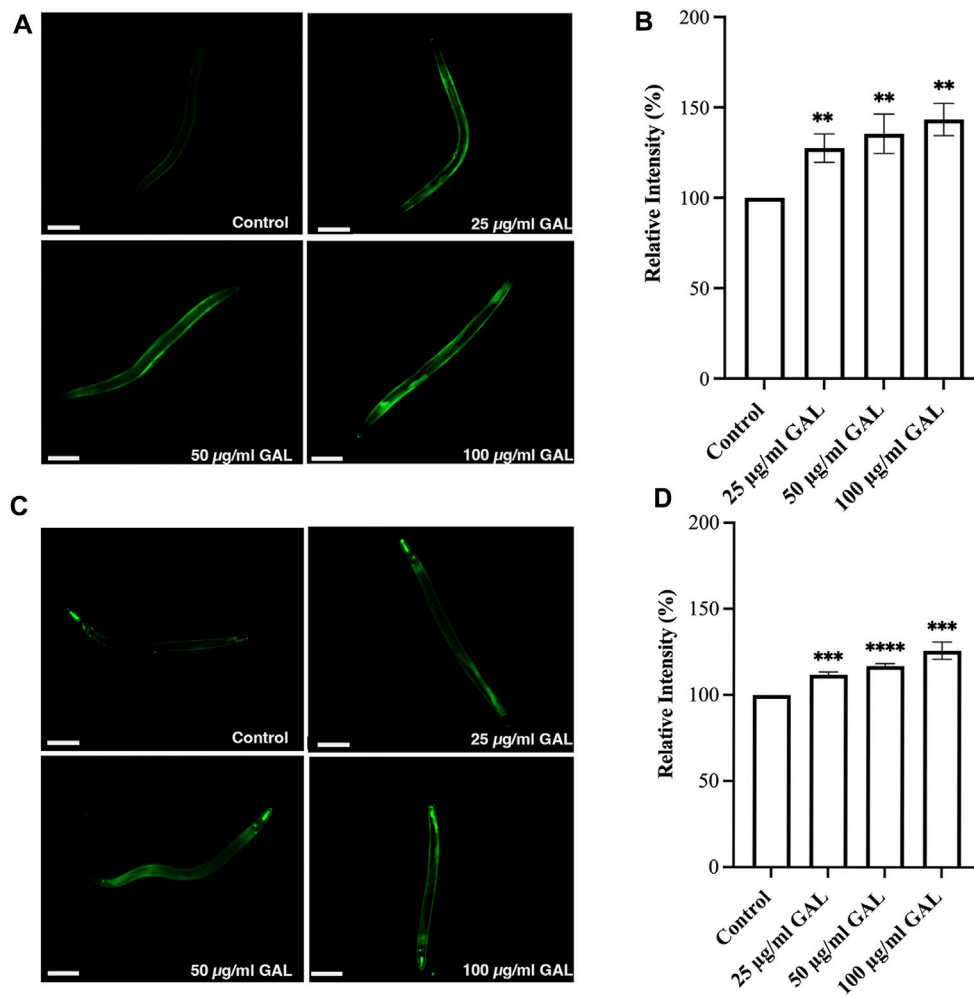 A
Control
25 µg/ml GAL
50 µg/ml GAL
100 µg/ml GAL
B
Relative Intensity (%)
200
150
100
50
0
**
**
**
Control
25 µg/ml GAL
50 µg/ml GAL
100 µg/ml GAL
C
Control
25 µg/ml GAL
50 µg/ml GAL
100 µg/ml GAL
D
Relative Intensity (%)
200
150
100
50
0
***
****
***
Control
25 µg/ml GAL
50 µg/ml GAL
100 µg/ml GAL